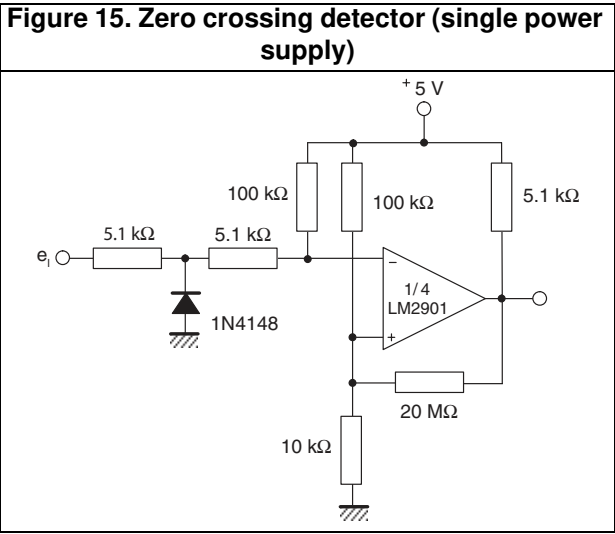 Figure 15. Zero crossing detector (single power
supply)
+ 5 V
100 kΩ
100 kΩ
5.1 kΩ
5.1 kΩ
5.1 kΩ
eI
−
1/4
LM2901
1N4148
+
20 MΩ
10 kΩ